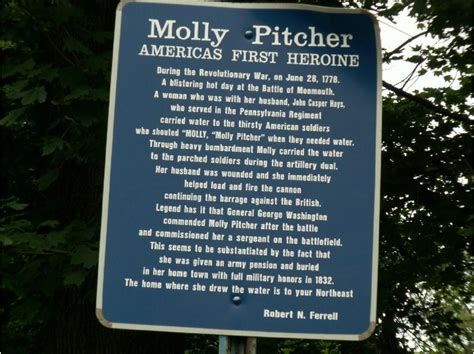 Molly Pitcher
AMERICAS FIRST HEROINE
During the Revolutionary War, on June 28, 1778.
A blistering hot day at the Battle of Monmouth.
A woman who was with her husband, John Casper Hays,
who served in the Pennsylvania Regiment
carried water to the thirsty American soldiers
who shouted "MOLLY, "Molly Pitcher" when they needed water.
Through heavy bombardment Molly carried the water
to the parched soldiers during the artillery dual.
Her husband was wounded and she immediately
helped load and fire the cannon
continuing the barrage against the British.
Legend has it that General George Washington
commended Molly Pitcher after the battle
and commissioned her a sergeant on the battlefield.
This seems to be substantiated by the fact that
she was given an army pension and buried
in her home town with full military honors in 1832.
The home where she drew the water is to your Northeast
Robert N. Ferrell